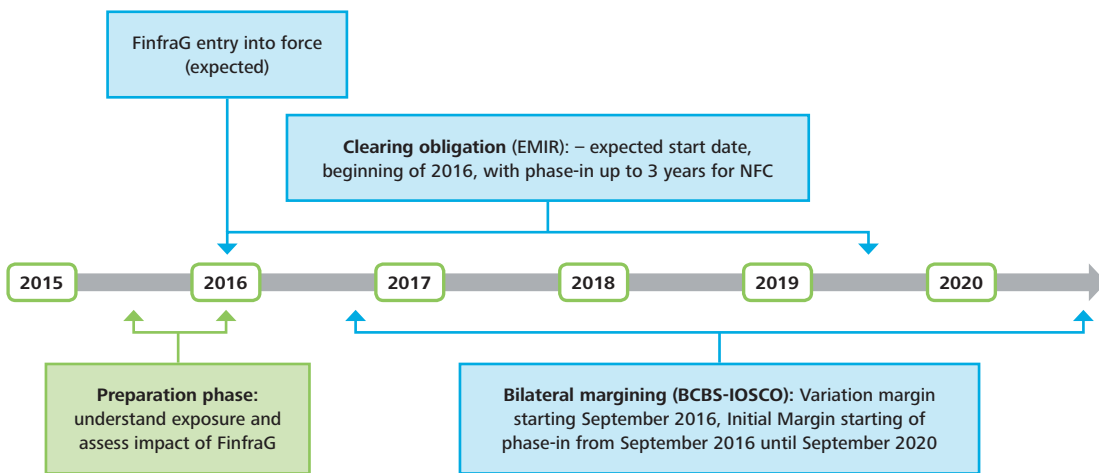 FinfraG entry into force
(expected)
Clearing obligation (EMIR): – expected start date,
beginning of 2016, with phase-in up to 3 years for NFC
2015
2016
2017
2018
2019
2020
Preparation phase:
understand exposure and
assess impact of FinfraG
Bilateral margining (BCBS-IOSCO): Variation margin
starting September 2016, Initial Margin starting of
phase-in from September 2016 until September 2020